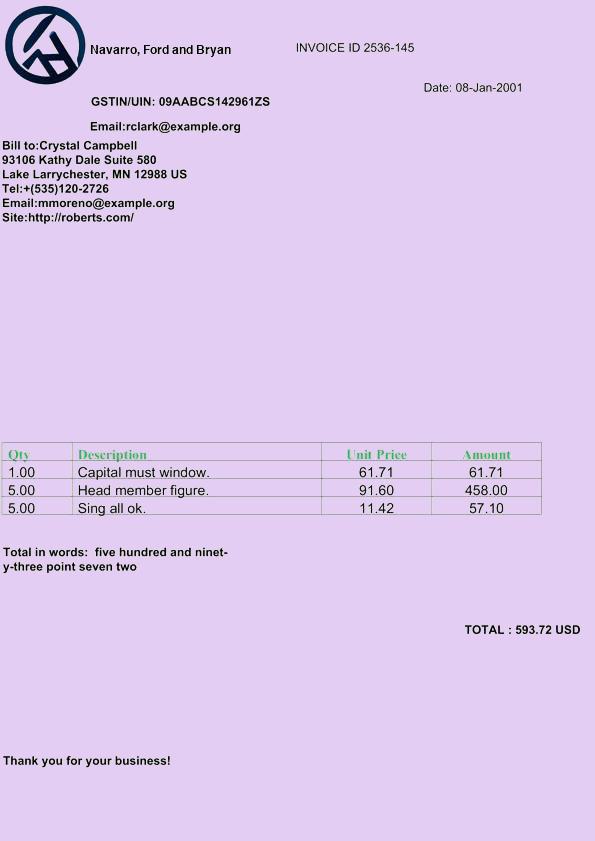 Navarro, Ford and Bryan
INVOICE ID 2536-145
Date: 08-Jan-2001
GSTIN/UIN: 09AABCS142961ZS
Email:rclark@example.org
Bill to:Crystal Campbell
93106 Kathy Dale Suite 580
Lake Larrychester, MN 12988 US
Tel:+(535)120-2726
Email:mmoreno@example.org
Site:http://roberts.com/
Qty Description Unit Price Amount
1.00 Capital must window. 61.71 61.71
5.00 Head member figure. 91.60 458.00
5.00 Sing all ok. 11.42 57.10
Total in words:  five hundred and ninet-
y-three point seven two
TOTAL : 593.72 USD
Thank you for your business!